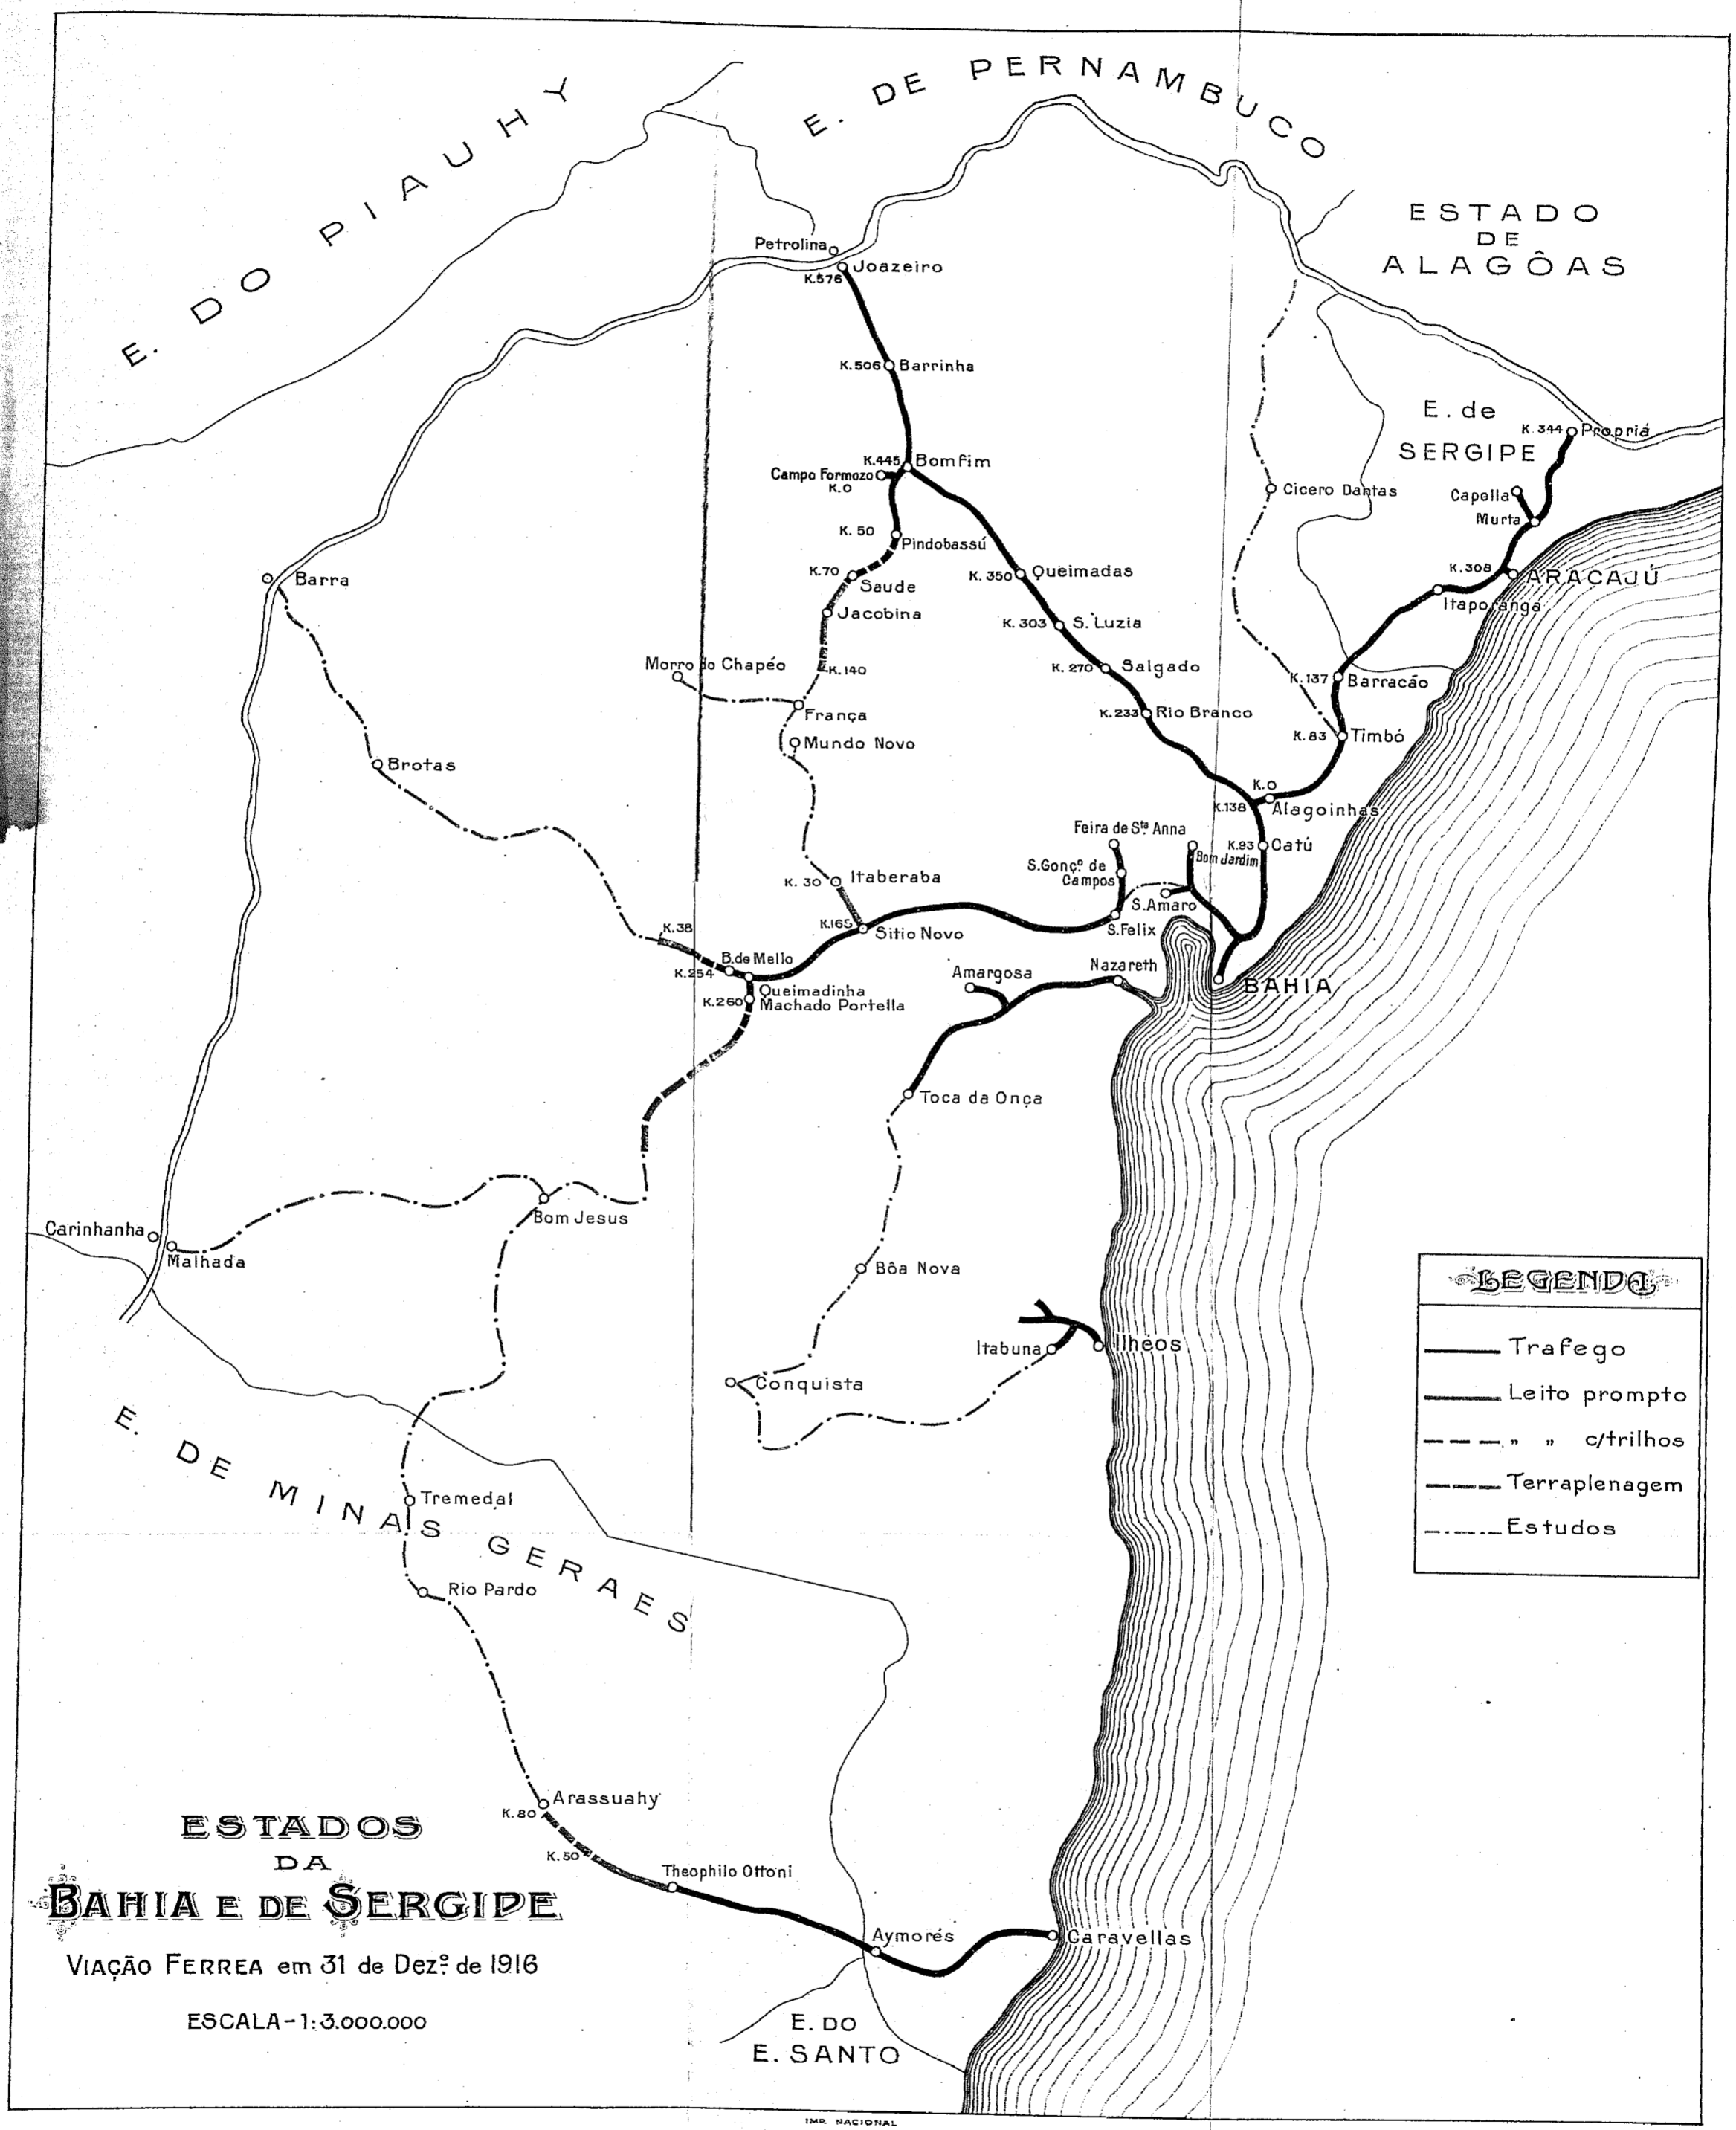 E. DO PIAUHY
E. DE PERNAMBUCO
ESTADO
DE
ALAGÔAS
Petrolina
Joazeiro
K.576
K.506 Barrinha
E. de
SERGIPE
K.344 Propriá
K.445 Bomfim
Campo Formozo
K.O
Cicero Dantas
Capella
Murta
K. 50
Pindobassú
K.70
Saude
K. 350 Queimadas
K.308 ARACAJÚ
Itaporanga
Barra
Jacobina
K. 303 S. Luzia
K.140
Morro do Chapéo
K. 270 Salgado
K.137 Barracão
França
K.233 Rio Branco
Mundo Novo
K.83 Timbó
Brotas
K.O
K.138 Alagoinhas
Feira de Sta Anna
K.93 Catú
Bom Jardim
S.Gonço. de
Campos
K. 30 Itaberaba
S.Amaro
K.165 Sitio Novo
S.Felix
K.38
B.de Mello
K.254
Amargosa
Nazareth
BAHIA
Queimadinha
K.260 Machado Portella
Toca da Onça
Bom Jesus
Carinhanha
Malhada
Bôa Nova
Itabuna
Ilhéos
Conquista
LEGENDA
Trafego
Leito prompto
" " c/trilhos
Terraplenagem
Estudos
E. DE MINAS GERAES
Tremedal
Rio Pardo
Arassuahy
K.80
K.50
Theophilo Ottoni
Aymorés
Caravellas
E. DO
E. SANTO
ESTADOS
DA
BAHIA E DE SERGIPE
VIAÇÃO FERREA em 31 de Dezo. de 1916
ESCALA-1:3.000.000
IMP. NACIONAL